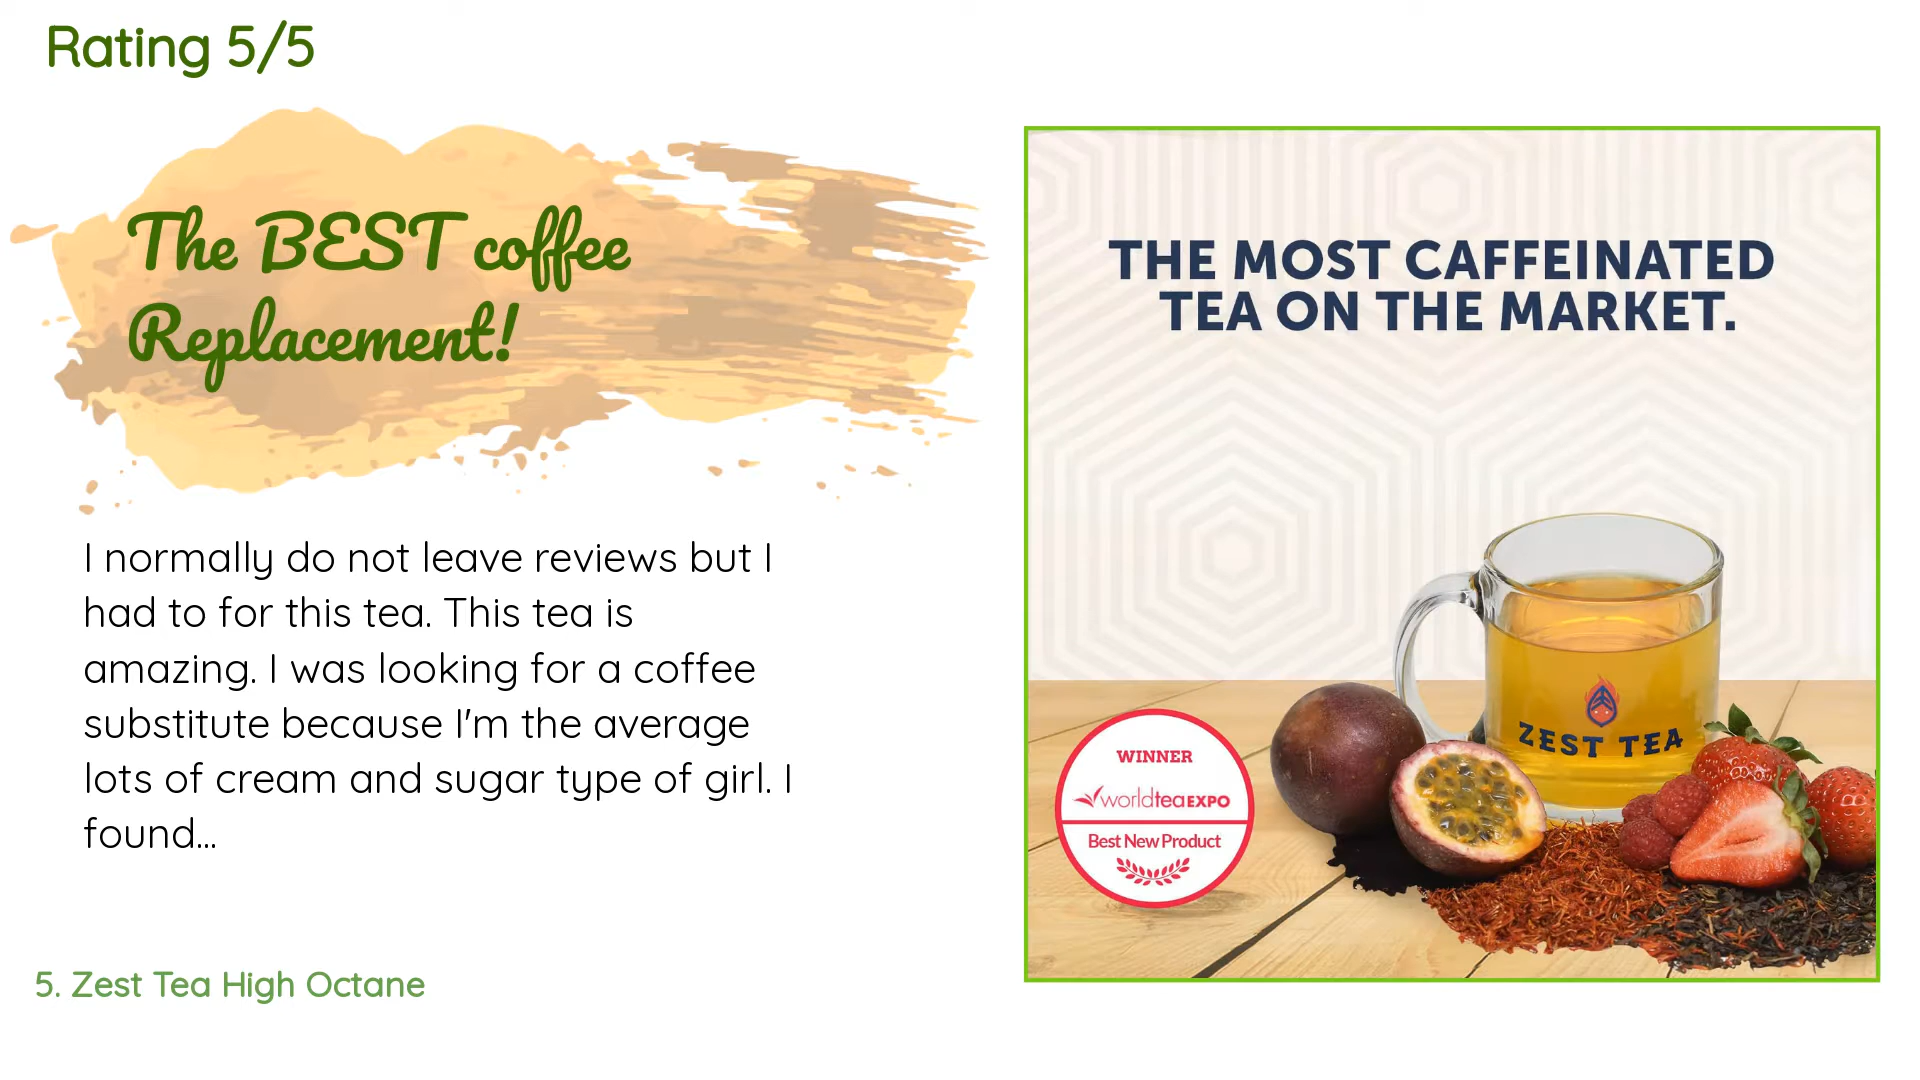 Rating 5/5
The BEST coffee
Replacement!
I normally do not leave reviews but I
had to for this tea. This tea is
amazing. I was looking for a coffee
substitute because I'm the average
lots of cream and sugar type of girl. I
found...
5. Zest Tea High Octane
THE MOST CAFFEINATED
TEA ON THE MARKET.
ZEST TEA
WINNER
worldteaEXPO
Best New Product